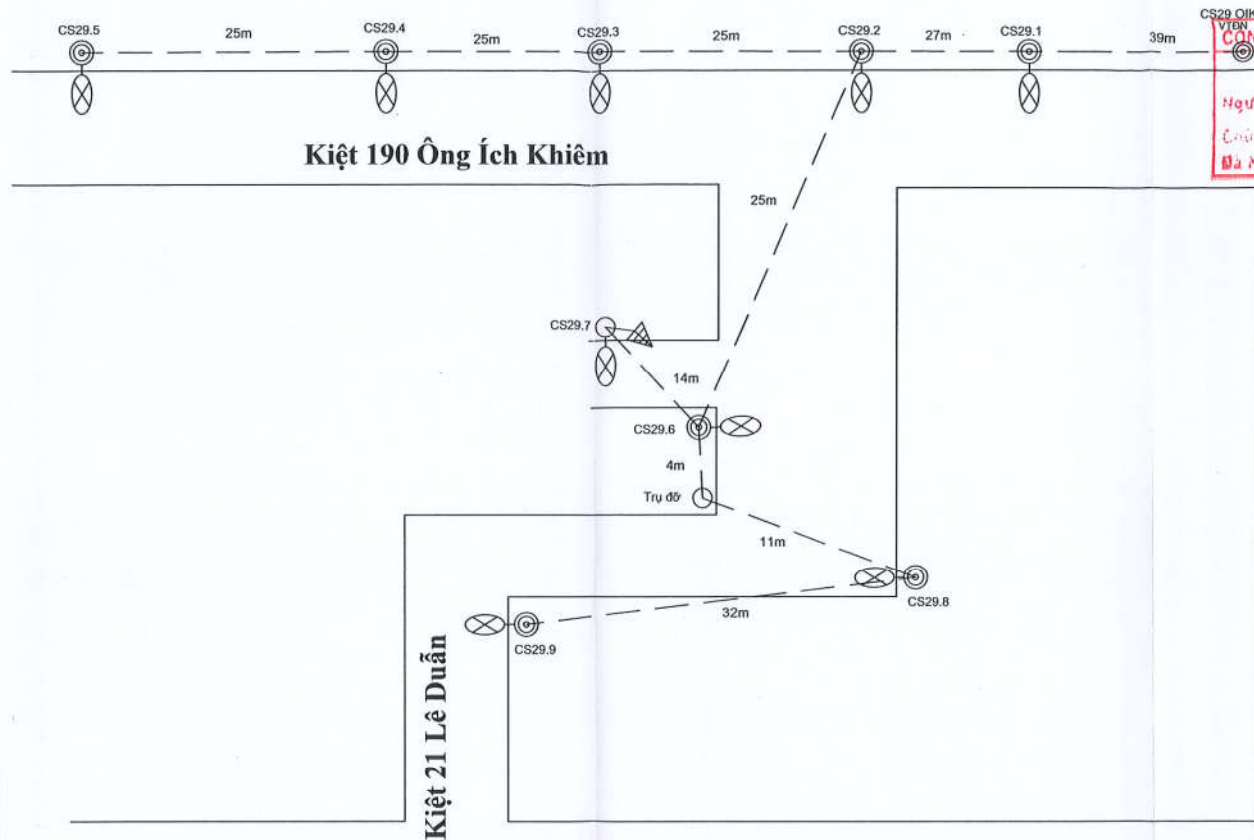 CS29 OIK
VTĐN
CS29.5
25m
CS29.4
25m
CS29.3
25m
CS29.2
27m
CS29.1
39m
Kiệt 190 Ông Ích Khiêm
25m
CS29.7
14m
CS29.6
4m
Trụ đỡ
11m
CS29.8
32m
CS29.9
Kiệt 21 Lê Duẫn